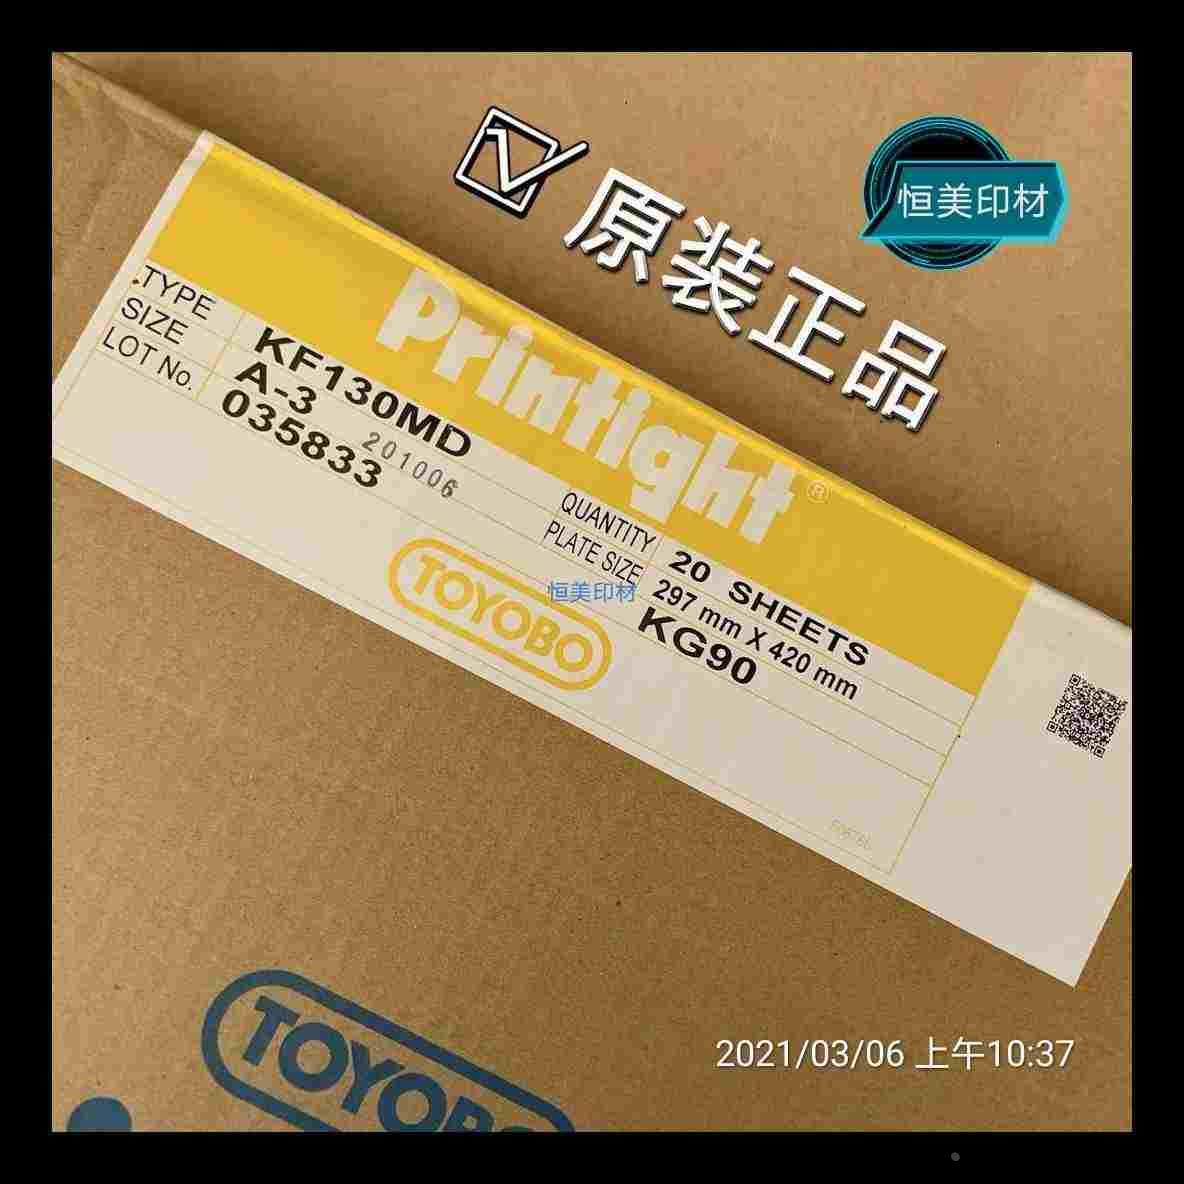 原装正品
恒美印材
Printight®
TYPE KF130MD
SIZE A-3 201006
LOT No. 035833
QUANTITY 20 SHEETS
PLATE SIZE 297 mm X 420 mm
KG90
TOYOBO
恒美印材
TOYOBO
2021/03/06 上午10:37